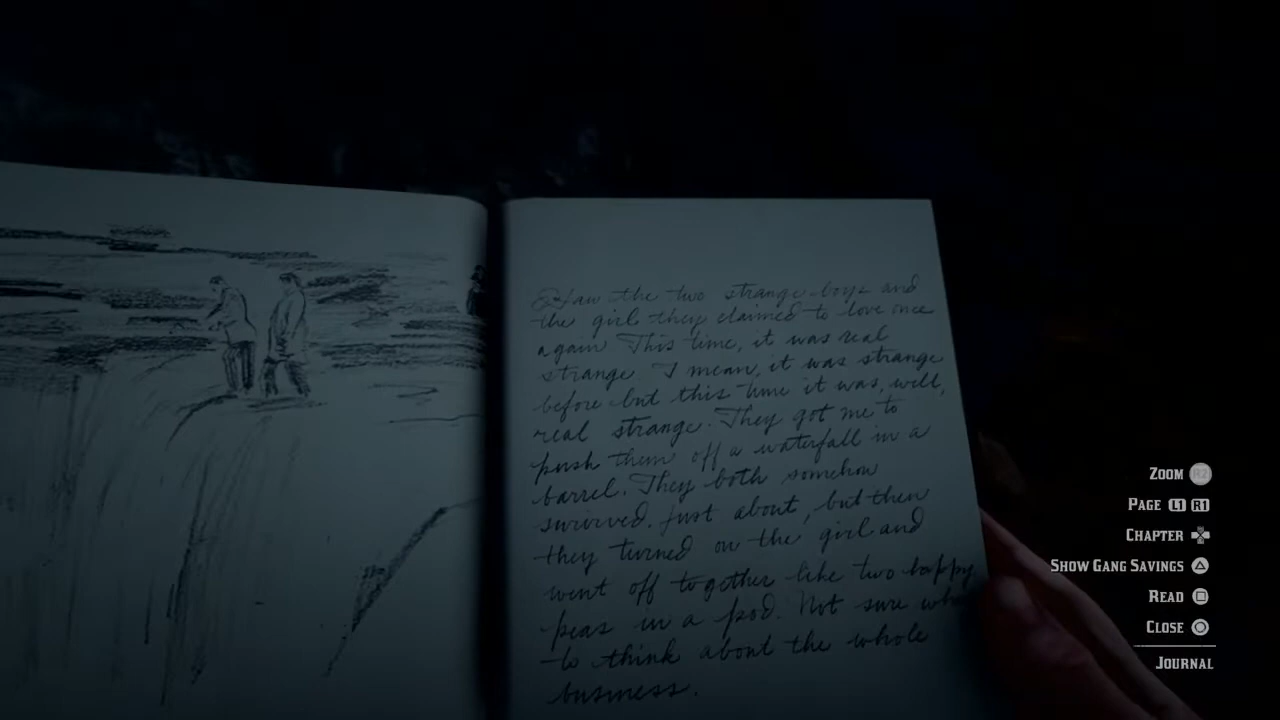 Saw the two strange boys and
the girl they claimed to love once
again. This time, it was real
strange. I mean, it was strange
before but this time it was, well,
real strange. They got me to
push them off a waterfall in a
barrel. They both somehow
survived. Just about, but then
they turned on the girl and
went off together like two happy
peas in a pod. Not sure
to think about the whole
business.
ZOOM R2
PAGE L1 R1
CHAPTER
SHOW GANG SAVINGS
READ
CLOSE
JOURNAL